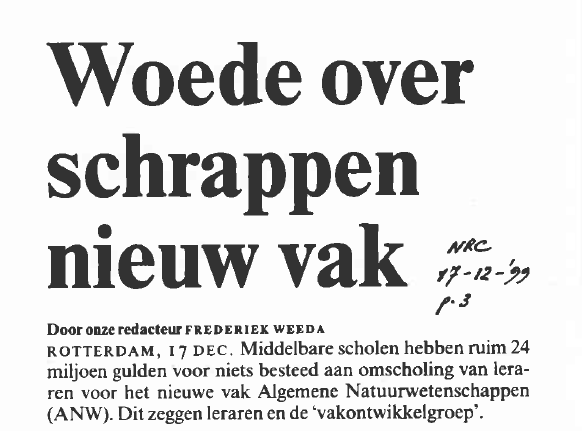 Woede over
schrappen
nieuw vak
NRC
17-12-'99
p.3
Door onze redacteur FREDERIEK WEEDA
ROTTERDAM, 17 DEC. Middelbare scholen hebben ruim 24
miljoen gulden voor niets besteed aan omscholing van lera-
ren voor het nieuwe vak Algemene Natuurwetenschappen
(ANW). Dit zeggen leraren en de ‘vakontwikkelgroep’.